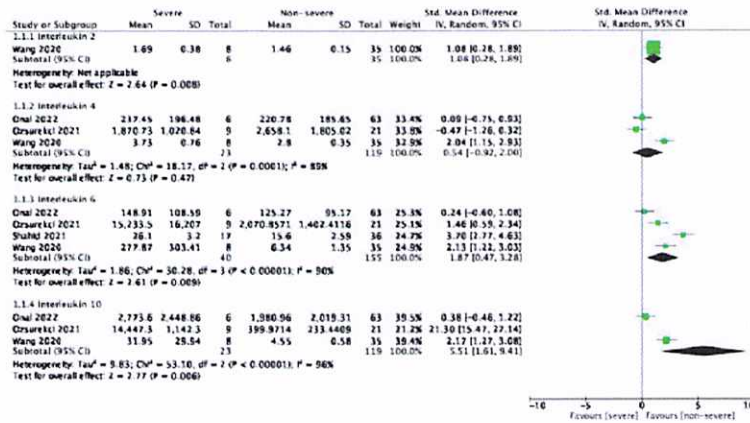 Severe Non-severe Std. Mean Difference Std. Mean Difference
Study or Subgroup Mean SD Total Mean SD Total Weight IV, Random, 95% CI IV, Random, 95% CI
1.1.1 Interleukin 2
Wang 2020 1.69 0.38 8 1.46 0.15 35 100.0% 1.08 [0.28, 1.89]
Subtotal (95% CI) 8 35 100.0% 1.08 [0.28, 1.89]
Heterogeneity: Not applicable
Test for overall effect: Z = 2.64 (P = 0.008)
1.1.2 Interleukin 4
Onal 2022 237.45 196.48 6 220.78 185.65 63 33.4% 0.09 [-0.75, 0.93]
Ozsurekci 2021 1,870.73 1,020.84 9 2,658.1 1,805.02 21 33.8% -0.47 [-1.26, 0.32]
Wang 2020 3.73 0.76 8 2.8 0.35 35 32.9% 2.04 [1.15, 2.93]
Subtotal (95% CI) 23 119 100.0% 0.54 [-0.92, 2.00]
Heterogeneity: Tau² = 1.48; Chi² = 18.17, df = 2 (P = 0.0001); I² = 89%
Test for overall effect: Z = 0.73 (P = 0.47)
1.1.3 Interleukin 6
Onal 2022 148.91 108.59 6 125.27 95.17 63 25.3% 0.24 [-0.60, 1.08]
Ozsurekci 2021 15,233.5 16,207 9 2,070.8571 1,402.4116 21 25.1% 1.46 [0.59, 2.34]
Shahid 2021 26.1 3.2 17 15.6 2.59 36 24.7% 3.70 [2.77, 4.63]
Wang 2020 277.87 303.41 8 6.34 1.35 35 24.9% 2.13 [1.22, 3.03]
Subtotal (95% CI) 40 155 100.0% 1.87 [0.47, 3.28]
Heterogeneity: Tau² = 1.86; Chi² = 30.28, df = 3 (P < 0.00001); I² = 90%
Test for overall effect: Z = 2.61 (P = 0.009)
1.1.4 Interleukin 10
Onal 2022 2,773.6 2,448.86 6 1,980.96 2,019.31 63 39.5% 0.38 [-0.46, 1.22]
Ozsurekci 2021 14,447.3 1,142.3 9 399.9714 233.4409 21 21.2% 21.30 [15.47, 27.14]
Wang 2020 31.95 29.94 8 4.55 0.58 35 39.4% 2.17 [1.27, 3.08]
Subtotal (95% CI) 23 119 100.0% 5.51 [1.61, 9.41]
Heterogeneity: Tau² = 9.83; Chi² = 53.10, df = 2 (P < 0.00001); I² = 96%
Test for overall effect: Z = 2.77 (P = 0.006)
-10 -5 0 5 10
Favours [severe] Favours [non-severe]